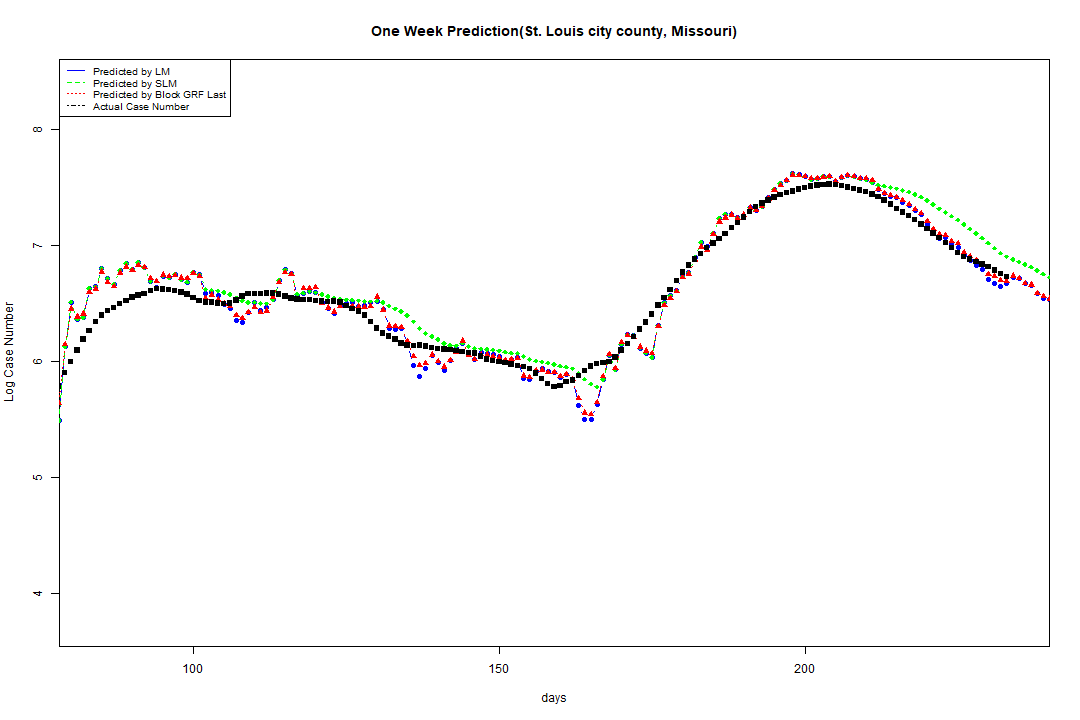 One Week Prediction(St. Louis city county, Missouri)
Predicted by LM
Predicted by SLM
Predicted by Block GRF Last
Actual Case Number
8
7
6
5
4
Log Case Number
100 150 200
days